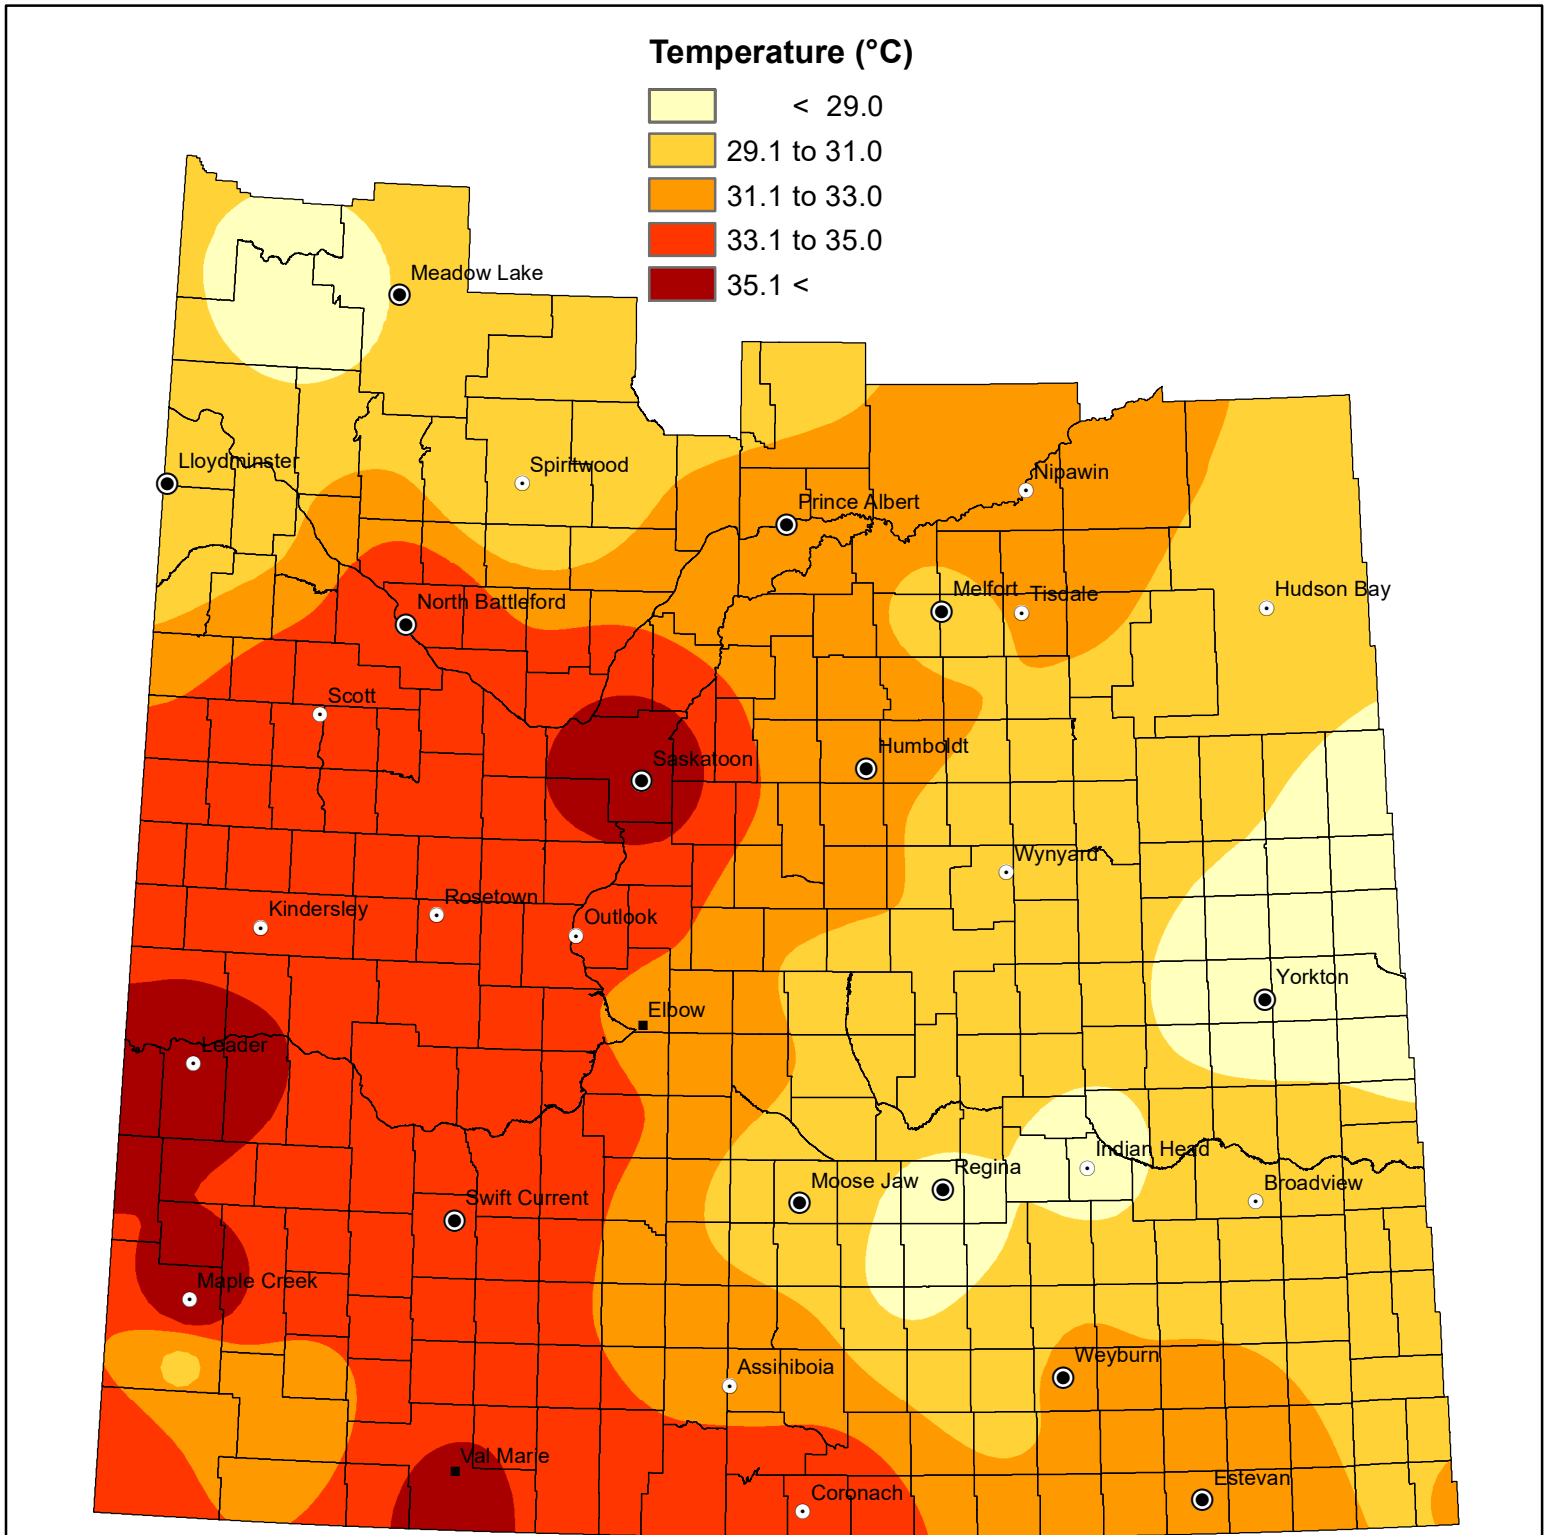 Temperature (°C)
< 29.0
29.1 to 31.0
31.1 to 33.0
33.1 to 35.0
35.1 <
Meadow Lake
Lloydminster
Spiritwood
Nipawin
Prince Albert
Melfort
Tisdale
Hudson Bay
North Battleford
Scott
Saskatoon
Humboldt
Wynyard
Rosetown
Kindersley
Outlook
Yorkton
Elbow
Leader
Indian Head
Regina
Moose Jaw
Broadview
Swift Current
Maple Creek
Weyburn
Assiniboia
Val Marie
Estevan
Coronach